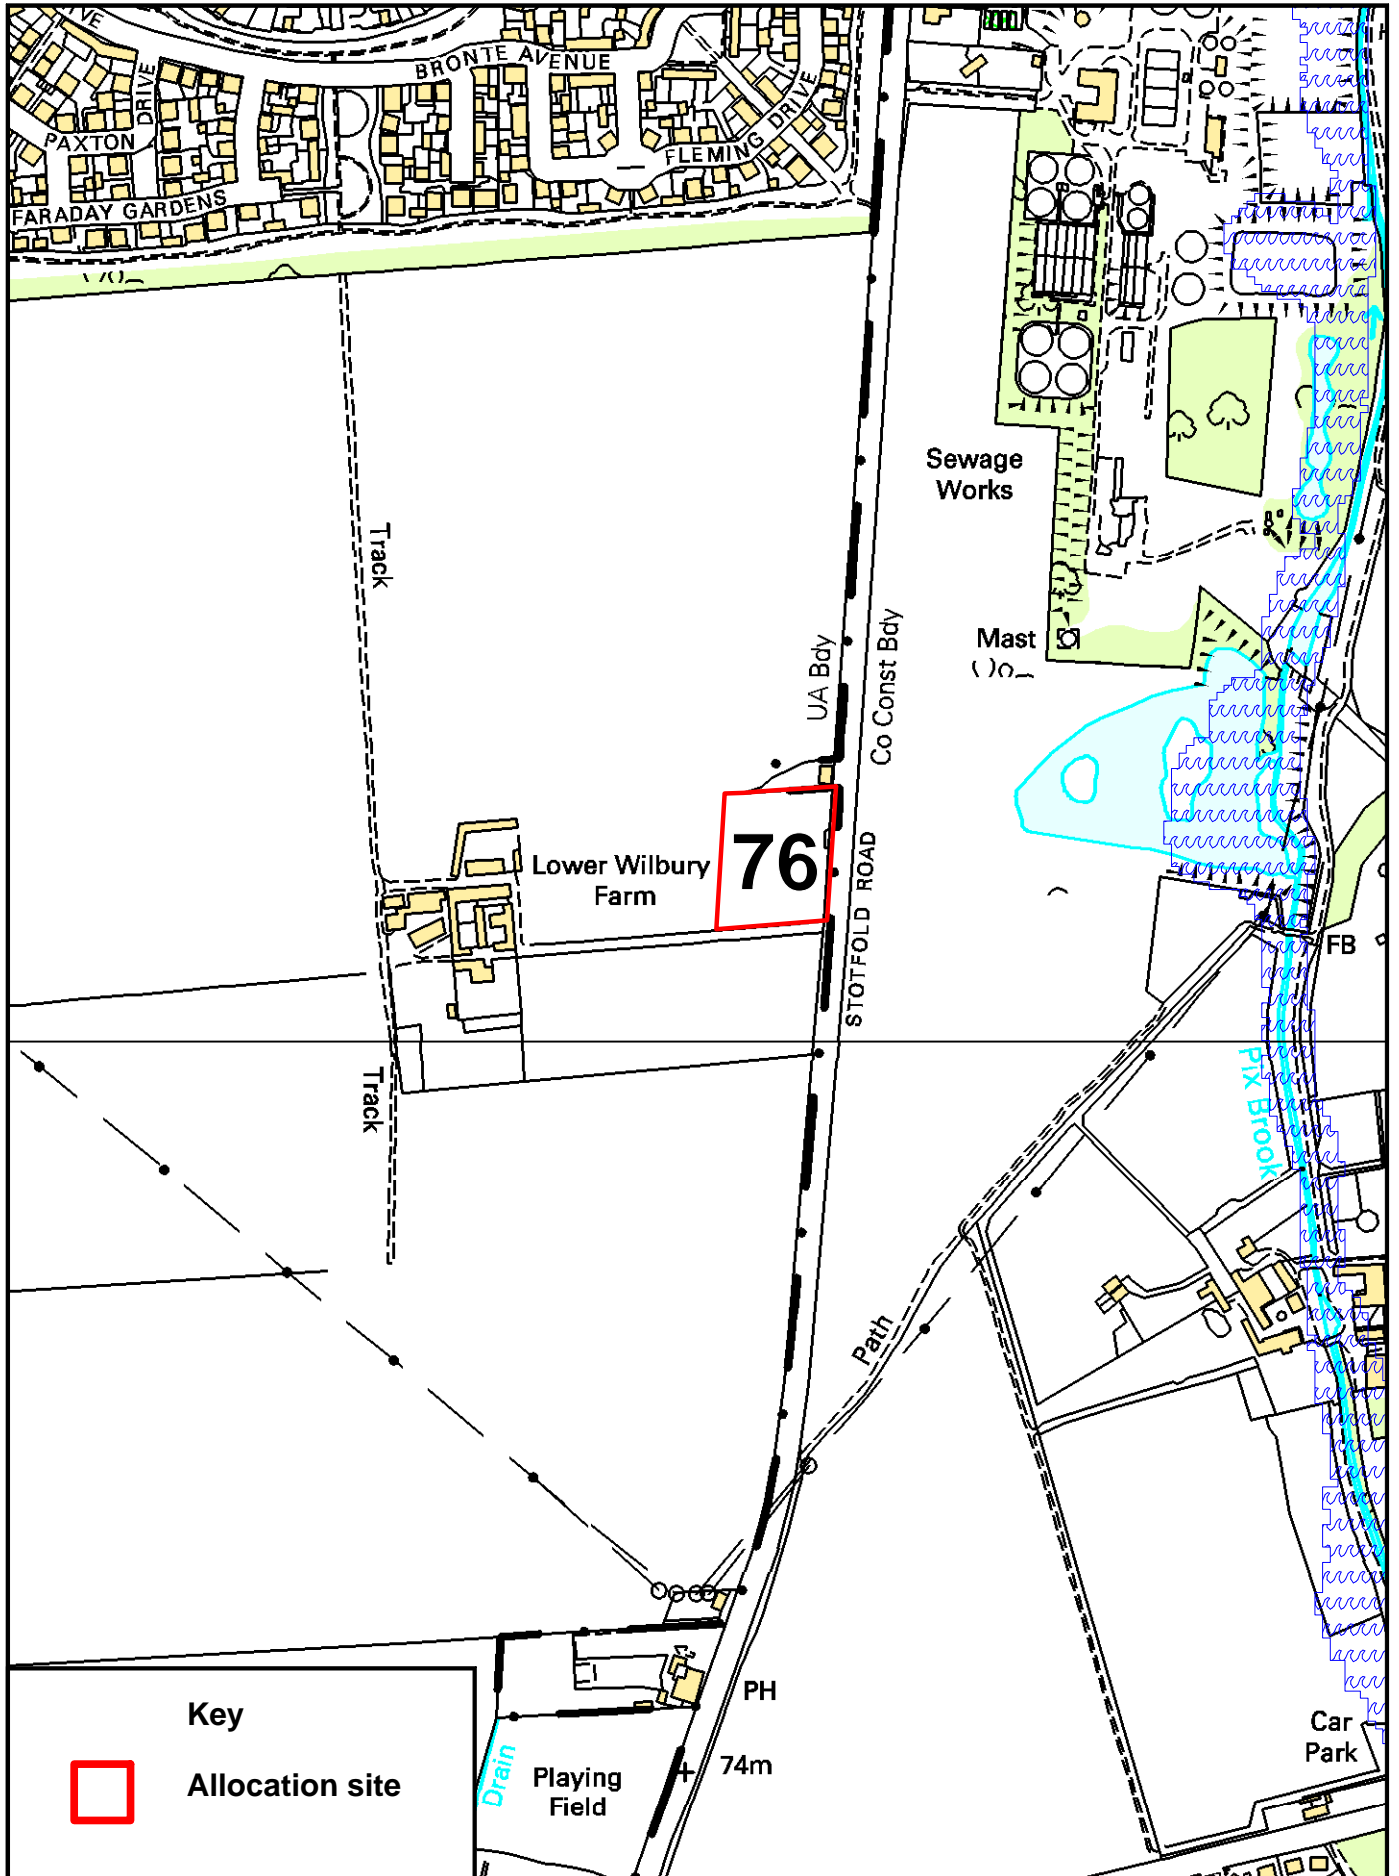 BRONTE AVENUE
PAXTON
DRIVE
FLEMING DRIVE
FARADAY GARDENS
Sewage
Works
Track
Mast
UA Bdy
Co Const Bdy
76
Lower Wilbury
Farm
STOTFOLD ROAD
FB
Track
Pix Brook
Path
PH
Key
Allocation site
Drain
Playing
Field
74m
Car
Park